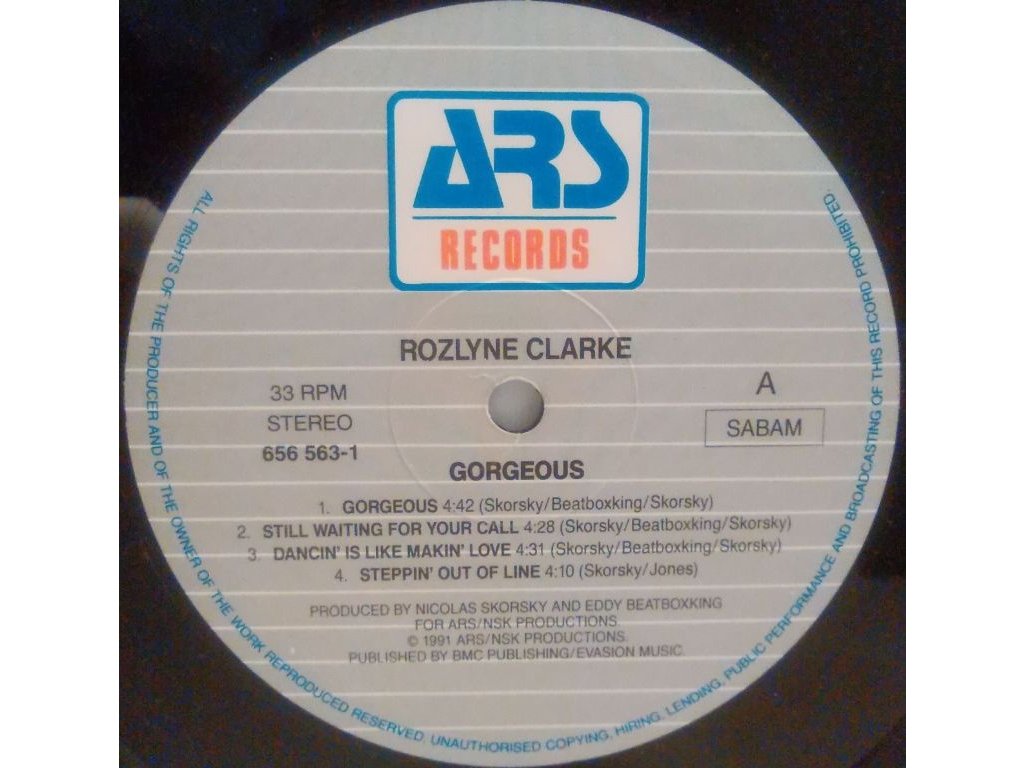 ARS
RECORDS
ROZLYNE CLARKE
33 RPM
STEREO
656 563-1
A
SABAM
GORGEOUS
1. GORGEOUS 4:42 (Skorsky/Beatboxking/Skorsky)
2. STILL WAITING FOR YOUR CALL 4:28 (Skorsky/Beatboxking/Skorsky)
3. DANCIN' IS LIKE MAKIN' LOVE 4:31 (Skorsky/Beatboxking/Skorsky)
4. STEPPIN' OUT OF LINE 4:10 (Skorsky/Jones)
PRODUCED BY NICOLAS SKORSKY AND EDDY BEATBOXKING
FOR ARS/NSK PRODUCTIONS.
© 1991 ARS/NSK PRODUCTIONS.
PUBLISHED BY BMC PUBLISHING/EVASION MUSIC.
ALL RIGHTS OF THE PRODUCER AND OF THE OWNER OF THE WORK REPRODUCED RESERVED. UNAUTHORISED COPYING, HIRING, LENDING, PUBLIC PERFORMANCE AND BROADCASTING OF THIS RECORD PROHIBITED.